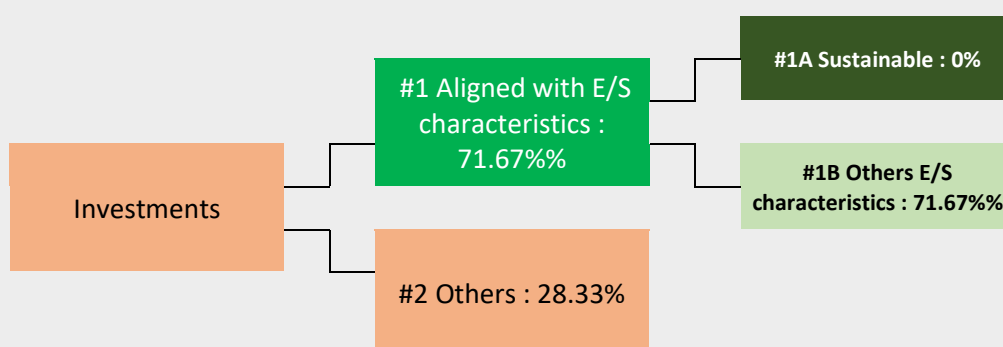 #1A Sustainable : 0%
#1 Aligned with E/S
characteristics :
71.67%%
#1B Others E/S
characteristics : 71.67%%
Investments
#2 Others : 28.33%